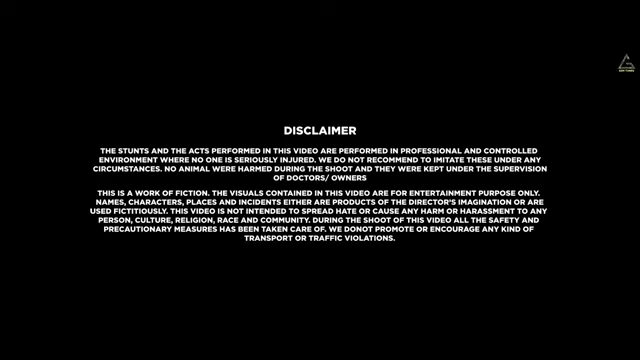 DISCLAIMER
THE STUNTS AND THE ACTS PERFORMED IN THIS VIDEO ARE PERFORMED IN PROFESSIONAL AND CONTROLLED
ENVIRONMENT WHERE NO ONE IS SERIOUSLY INJURED. WE DO NOT RECOMMEND TO IMITATE THESE UNDER ANY
CIRCUMSTANCES. NO ANIMAL WERE HARMED DURING THE SHOOT AND THEY WERE KEPT UNDER THE SUPERVISION
OF DOCTORS/ OWNERS
THIS IS A WORK OF FICTION. THE VISUALS CONTAINED IN THIS VIDEO ARE FOR ENTERTAINMENT PURPOSE ONLY.
NAMES, CHARACTERS, PLACES AND INCIDENTS EITHER ARE PRODUCTS OF THE DIRECTOR'S IMAGINATION OR ARE
USED FICTITIOUSLY. THIS VIDEO IS NOT INTENDED TO SPREAD HATE OR CAUSE ANY HARM OR HARASSMENT TO ANY
PERSON, CULTURE, RELIGION, RACE AND COMMUNITY. DURING THE SHOOT OF THIS VIDEO ALL THE SAFETY AND
PRECAUTIONARY MEASURES HAS BEEN TAKEN CARE OF. WE DONOT PROMOTE OR ENCOURAGE ANY KIND OF
TRANSPORT OR TRAFFIC VIOLATIONS.